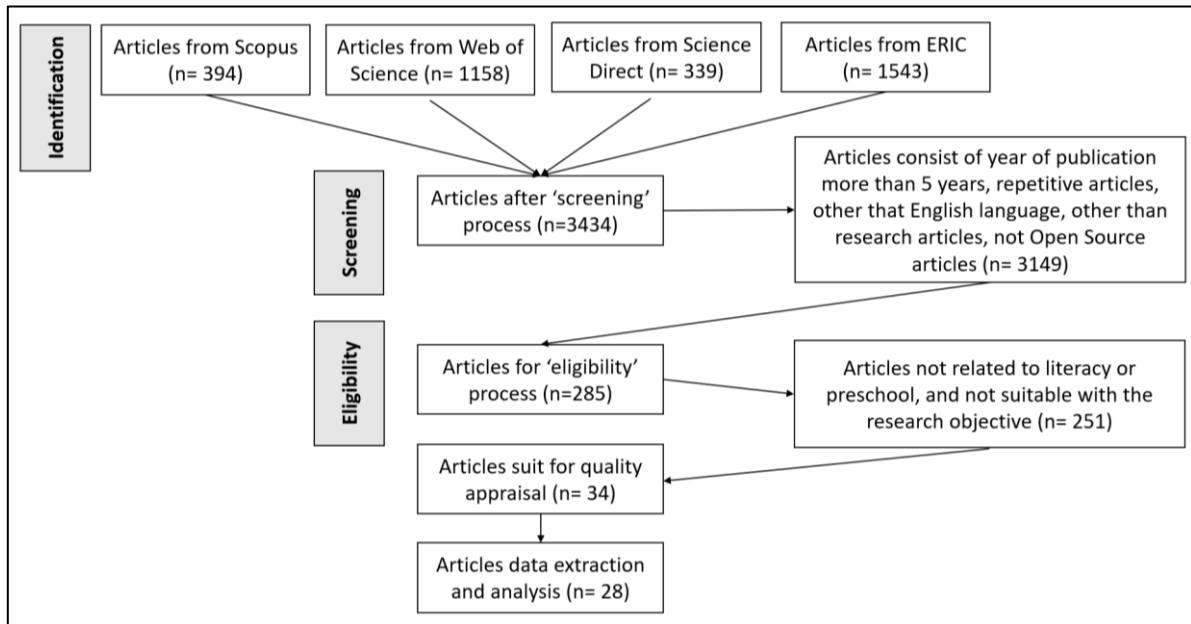 Identification
Articles from Scopus
(n= 394)
Articles from Web of
Science (n= 1158)
Articles from Science
Direct (n= 339)
Articles from ERIC
(n= 1543)
Screening
Articles after ‘screening’
process (n=3434)
Articles consist of year of publication
more than 5 years, repetitive articles,
other that English language, other than
research articles, not Open Source
articles (n= 3149)
Eligibility
Articles for ‘eligibility’
process (n=285)
Articles not related to literacy or
preschool, and not suitable with the
research objective (n= 251)
Articles suit for quality
appraisal (n= 34)
Articles data extraction
and analysis (n= 28)